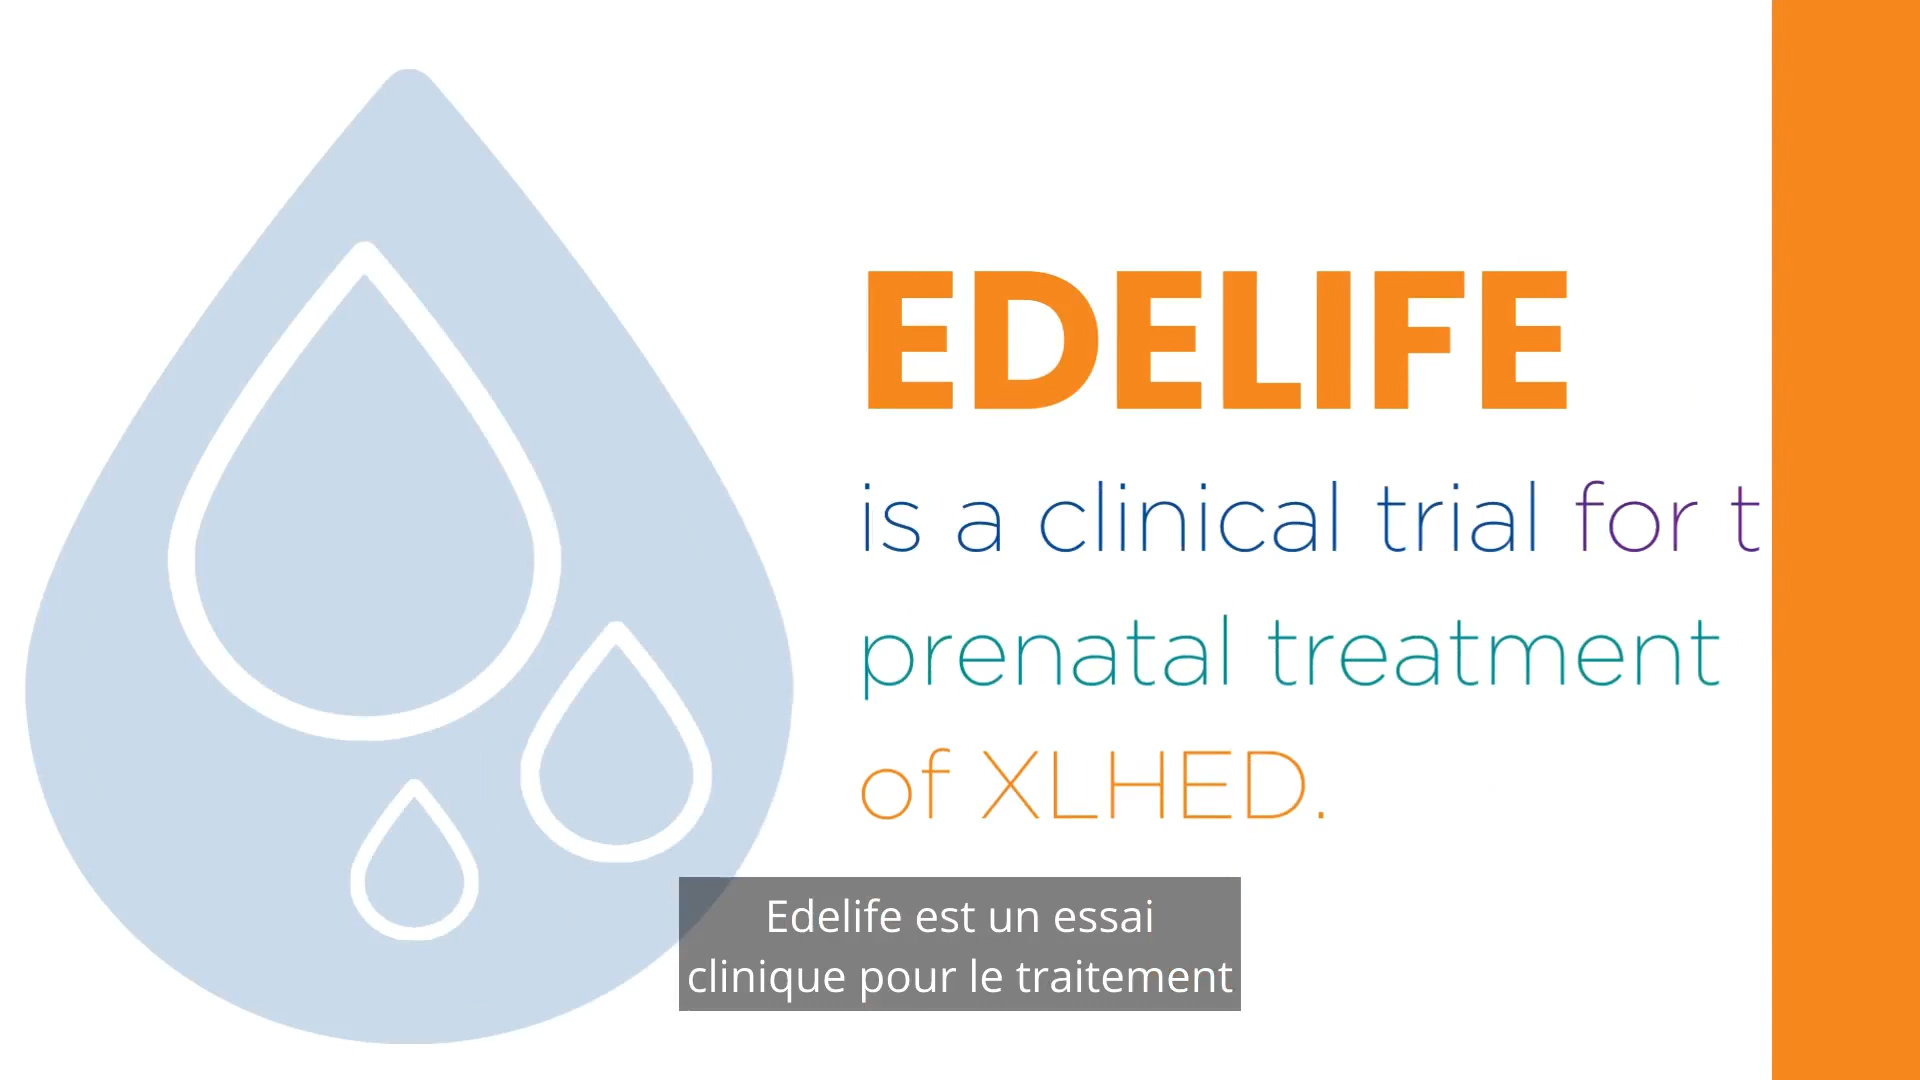 EDELIFE
is a clinical trial for t
prenatal treatment
of XLHED.
Edelife est un essai
clinique pour le traitement